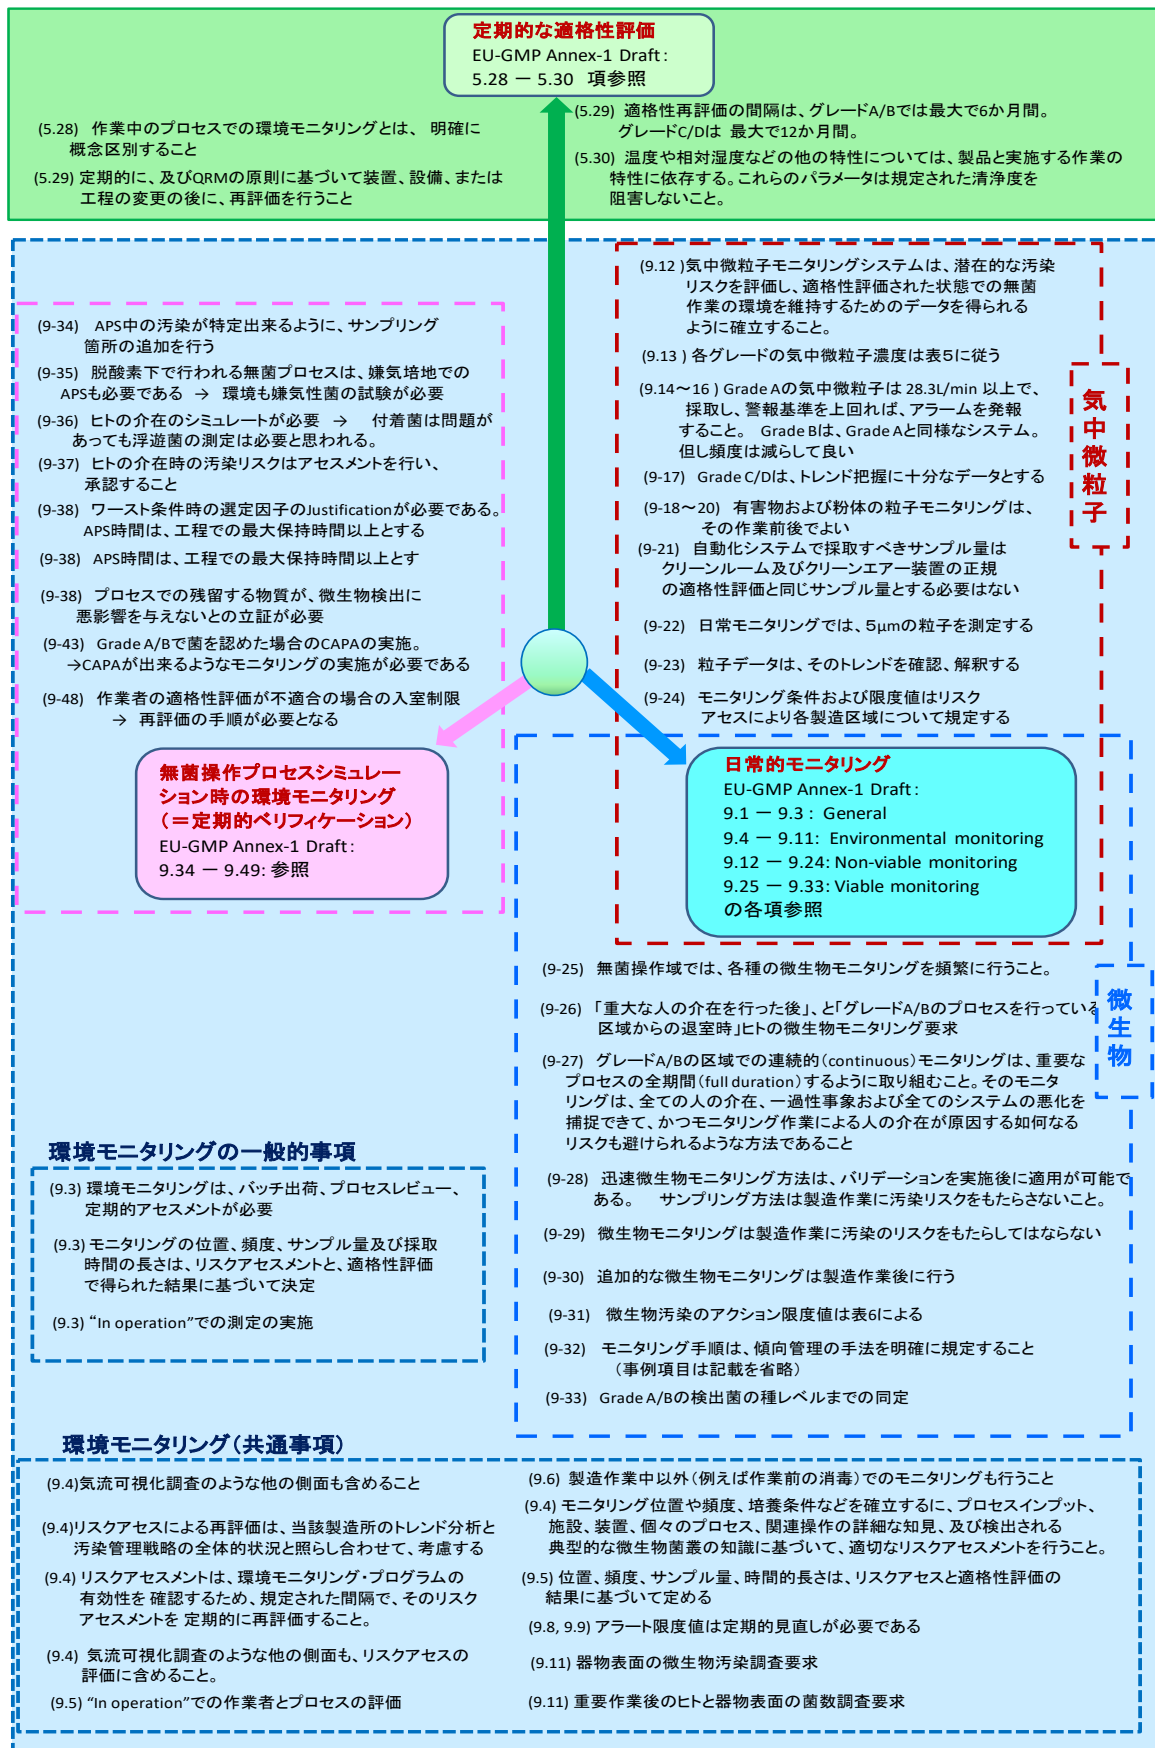 定期的な適格性評価
EU-GMP Annex-1 Draft：
5.28 － 5.30 項参照
(5.28) 作業中のプロセスでの環境モニタリングとは、 明確に
概念区別すること
(5.29) 定期的に、及びQRMの原則に基づいて装置、設備、または
工程の変更の後に、再評価を行うこと
(5.29) 適格性再評価の間隔は、グレードA/Bでは最大で6か月間。
グレードC/Dは 最大で12か月間。
(5.30) 温度や相対湿度などの他の特性については、製品と実施する作業の
特性に依存する。これらのパラメータは規定された清浄度を
阻害しないこと。
(9-34) APS中の汚染が特定出来るように、サンプリング
箇所の追加を行う
(9-35) 脱酸素下で行われる無菌プロセスは、嫌気培地での
APSも必要である → 環境も嫌気性菌の試験が必要
(9-36) ヒトの介在のシミュレートが必要 → 付着菌は問題が
あっても浮遊菌の測定は必要と思われる。
(9-37) ヒトの介在時の汚染リスクはアセスメントを行い、
承認すること
(9-38) ワースト条件時の選定因子のJustificationが必要である。
APS時間は、工程での最大保持時間以上とする
(9-38) APS時間は、工程での最大保持時間以上とす
(9-38) プロセスでの残留する物質が、微生物検出に
悪影響を与えないとの立証が必要
(9-43) Grade A/Bで菌を認めた場合のCAPAの実施。
→CAPAが出来るようなモニタリングの実施が必要である
(9-48) 作業者の適格性評価が不適合の場合の入室制限
→ 再評価の手順が必要となる
無菌操作プロセスシミュレー
ション時の環境モニタリング
（＝定期的ベリフィケーション）
EU-GMP Annex-1 Draft：
9.34 － 9.49: 参照
(9.12 )気中微粒子モニタリングシステムは、潜在的な汚染
リスクを評価し、適格性評価された状態での無菌
作業の環境を維持するためのデータを得られる
ように確立すること。
(9.13 ) 各グレードの気中微粒子濃度は表5に従う
(9.14～16 ) Grade Aの気中微粒子は 28.3L/min 以上で、
採取し、警報基準を上回れば、アラームを発報
すること。 Grade Bは、Grade Aと同様なシステム。
但し頻度は減らして良い
(9-17) Grade C/Dは、トレンド把握に十分なデータとする
(9-18～20) 有害物および粉体の粒子モニタリングは、
その作業前後でよい
(9-21) 自動化システムで採取すべきサンプル量は
クリーンルーム及びクリーンエアー装置の正規
の適格性評価と同じサンプル量とする必要はない
(9-22) 日常モニタリングでは、5μmの粒子を測定する
(9-23) 粒子データは、そのトレンドを確認、解釈する
(9-24) モニタリング条件および限度値はリスク
アセスにより各製造区域について規定する
気中微粒子
日常的モニタリング
EU-GMP Annex-1 Draft：
9.1 － 9.3 : General
9.4 － 9.11: Environmental monitoring
9.12 － 9.24: Non-viable monitoring
9.25 － 9.33: Viable monitoring
の各項参照
(9-25) 無菌操作域では、各種の微生物モニタリングを頻繁に行うこと。
(9-26) 「重大な人の介在を行った後」、と「グレードA/Bのプロセスを行っている
区域からの退室時」ヒトの微生物モニタリング要求
(9-27) グレードA/Bの区域での連続的（continuous）モニタリングは、重要な
プロセスの全期間（full duration）するように取り組むこと。そのモニタ
リングは、全ての人の介在、一過性事象および全てのシステムの悪化を
捕捉できて、かつモニタリング作業による人の介在が原因する如何なる
リスクも避けられるような方法であること
(9-28) 迅速微生物モニタリング方法は、バリデーションを実施後に適用が可能で
ある。 サンプリング方法は製造作業に汚染リスクをもたらさないこと。
(9-29) 微生物モニタリングは製造作業に汚染のリスクをもたらしてはならない
(9-30) 追加的な微生物モニタリングは製造作業後に行う
(9-31) 微生物汚染のアクション限度値は表6による
(9-32) モニタリング手順は、傾向管理の手法を明確に規定すること
（事例項目は記載を省略）
(9-33) Grade A/Bの検出菌の種レベルまでの同定
微生物
環境モニタリングの一般的事項
(9.3) 環境モニタリングは、バッチ出荷、プロセスレビュー、
定期的アセスメントが必要
(9.3) モニタリングの位置、頻度、サンプル量及び採取
時間の長さは、リスクアセスメントと、適格性評価
で得られた結果に基づいて決定
(9.3) “In operation”での測定の実施
環境モニタリング（共通事項）
(9.4)気流可視化調査のような他の側面も含めること
(9.4)リスクアセスによる再評価は、当該製造所のトレンド分析と
汚染管理戦略の全体的状況と照らし合わせて、考慮する
(9.4) リスクアセスメントは、環境モニタリング・プログラムの
有効性を 確認するため、規定された間隔で、そのリスク
アセスメントを 定期的に再評価すること。
(9.4) 気流可視化調査のような他の側面も、リスクアセスの
評価に含めること。
(9.5) “In operation”での作業者とプロセスの評価
(9.6) 製造作業中以外（例えば作業前の消毒）でのモニタリングも行うこと
(9.4) モニタリング位置や頻度、培養条件などを確立するに、プロセスインプット、
施設、装置、個々のプロセス、関連操作の詳細な知見、及び検出される
典型的な微生物菌叢の知識に基づいて、適切なリスクアセスメントを行うこと。
(9.5) 位置、頻度、サンプル量、時間的長さは、リスクアセスと適格性評価の
結果に基づいて定める
(9.8, 9.9) アラート限度値は定期的見直しが必要である
(9.11) 器物表面の微生物汚染調査要求
(9.11) 重要作業後のヒトと器物表面の菌数調査要求